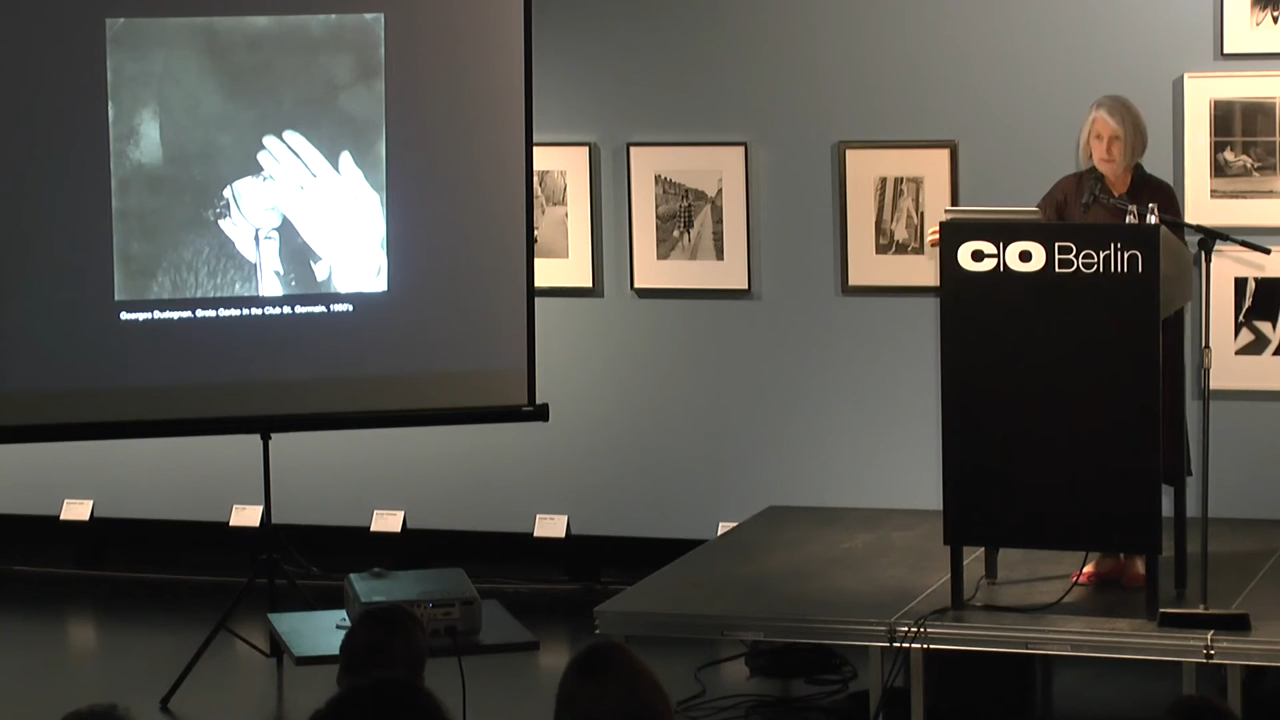 Georges Dudognon, Greta Garbo in the Club St. Germain, 1950's
C|O Berlin